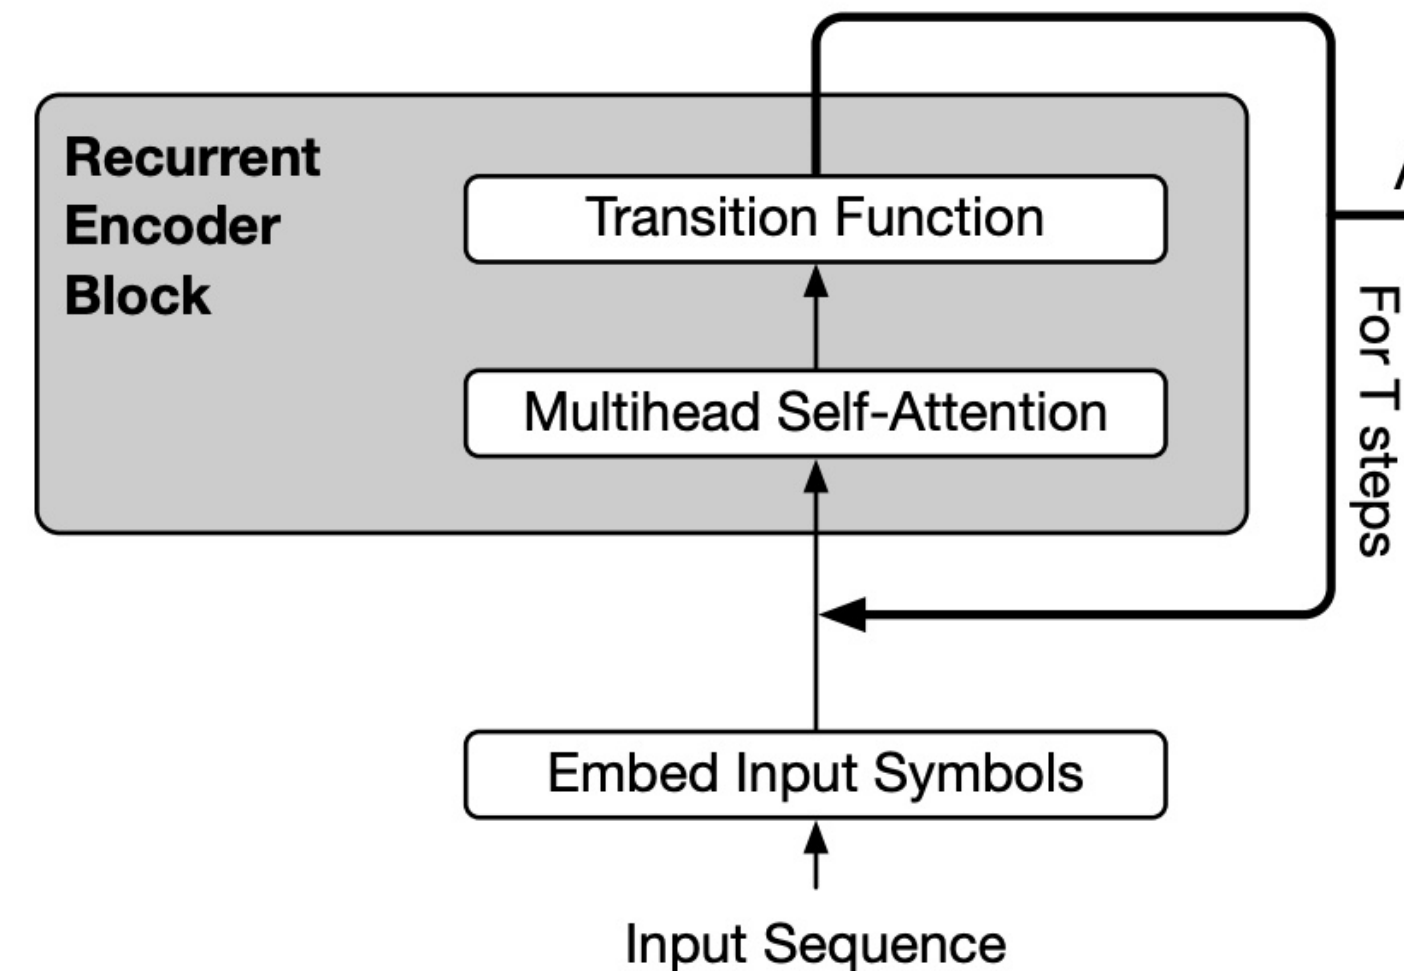 Recurrent
Encoder
Block
Transition Function
Multihead Self-Attention
For T steps
Embed Input Symbols
Input Sequence